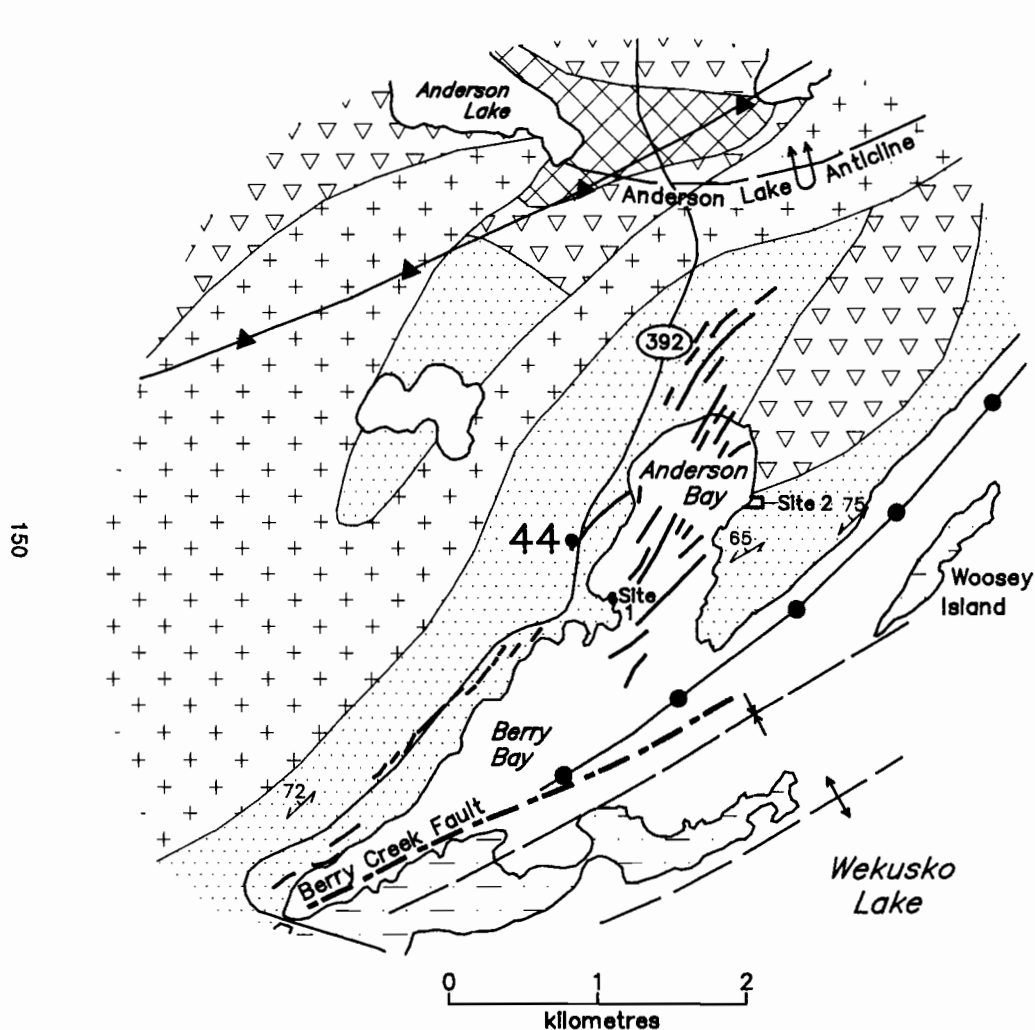 Anderson
Lake
Anderson Lake Anticline
392
Anderson
Bay
Site 2
75
65
44
Site
1
Woosey
Island
150
Berry
Bay
72
Berry Creek Fault
Wekusko
Lake
0 1 2
kilometres